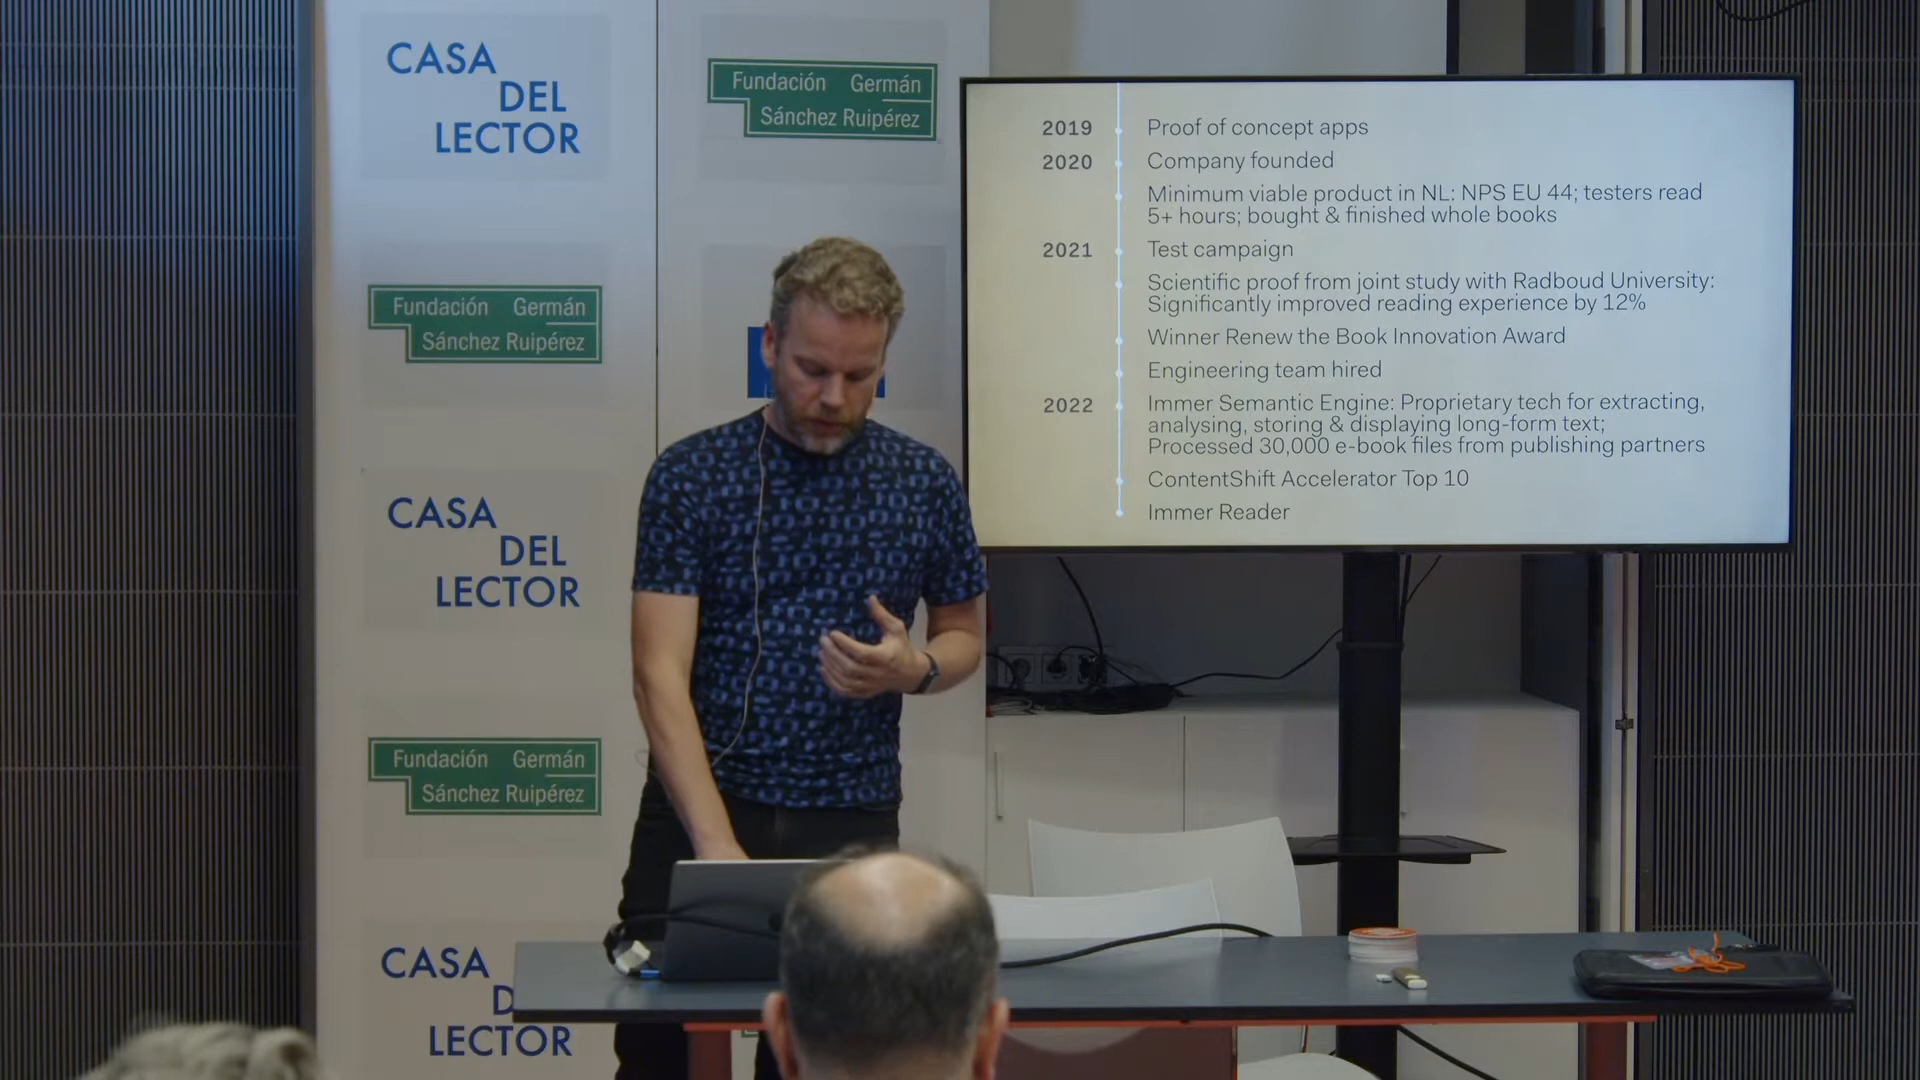 CASA
DEL
LECTOR
Fundación Germán
Sánchez Ruipérez
Fundación Germán
Sánchez Ruipérez
CASA
DEL
LECTOR
Fundación Germán
Sánchez Ruipérez
CASA
D
LECTOR
2019 Proof of concept apps
2020 Company founded
Minimum viable product in NL: NPS EU 44; testers read
5+ hours; bought & finished whole books
2021 Test campaign
Scientific proof from joint study with Radboud University:
Significantly improved reading experience by 12%
Winner Renew the Book Innovation Award
Engineering team hired
2022 Immer Semantic Engine: Proprietary tech for extracting,
analysing, storing & displaying long-form text;
Processed 30,000 e-book files from publishing partners
ContentShift Accelerator Top 10
Immer Reader